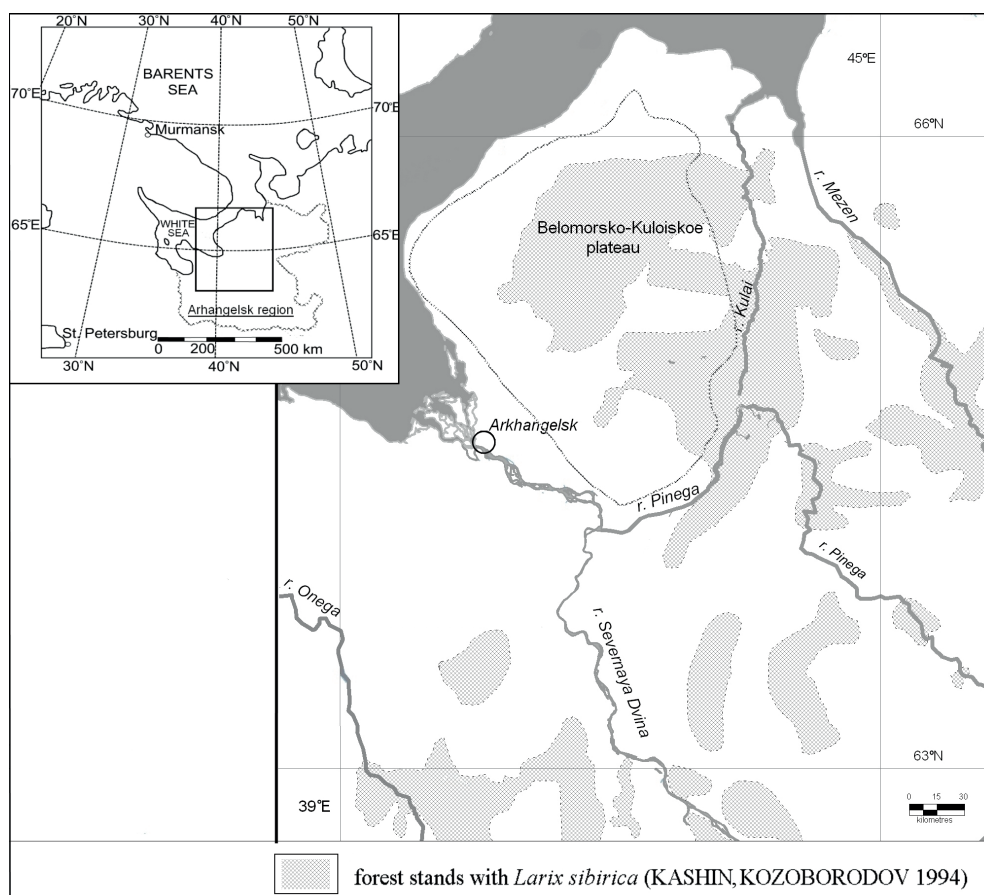 20°N 30°N 40°N 50°N
BARENTS
SEA
70°E
70°E
Murmansk
WHITE
SEA
65°E
65°E
Arhangelsk region
St. Petersburg
0 200 500 km
30°N 40°N 50°N
45°E
66°N
r. Mezen
Belomorsko-Kuloiskoe
plateau
r. Kulai
Arkhangelsk
r. Pinega
r. Pinega
r. Onega
r. Severnaya Dvina
63°N
39°E
0 15 30
kilometres
forest stands with Larix sibirica (KASHIN, KOZOBORODOV 1994)